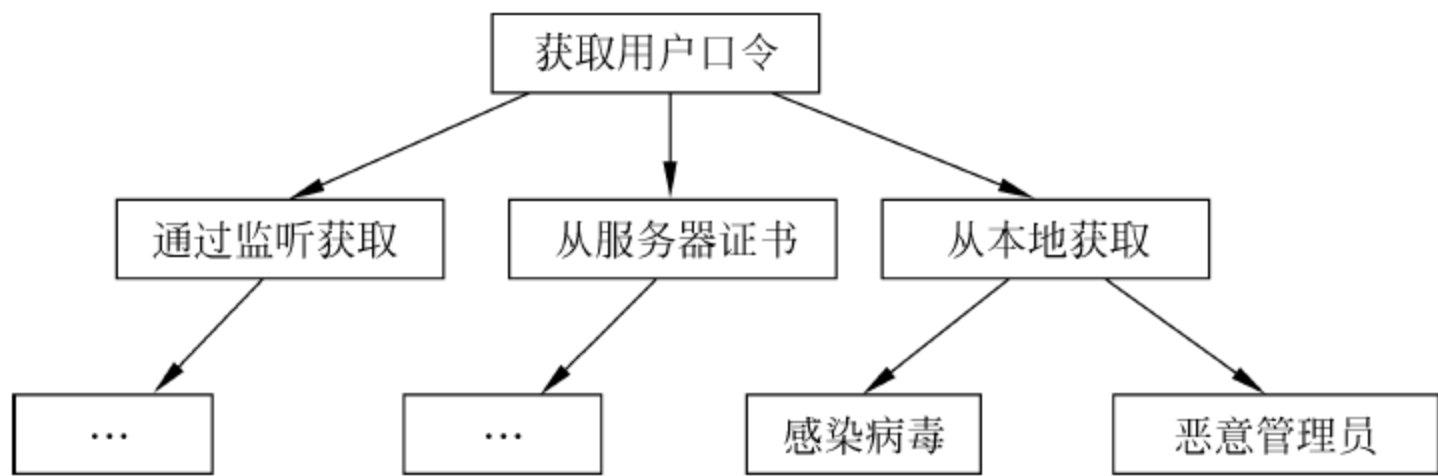 获取用户口令
通过监听获取
从服务器证书
从本地获取
…
…
感染病毒
恶意管理员